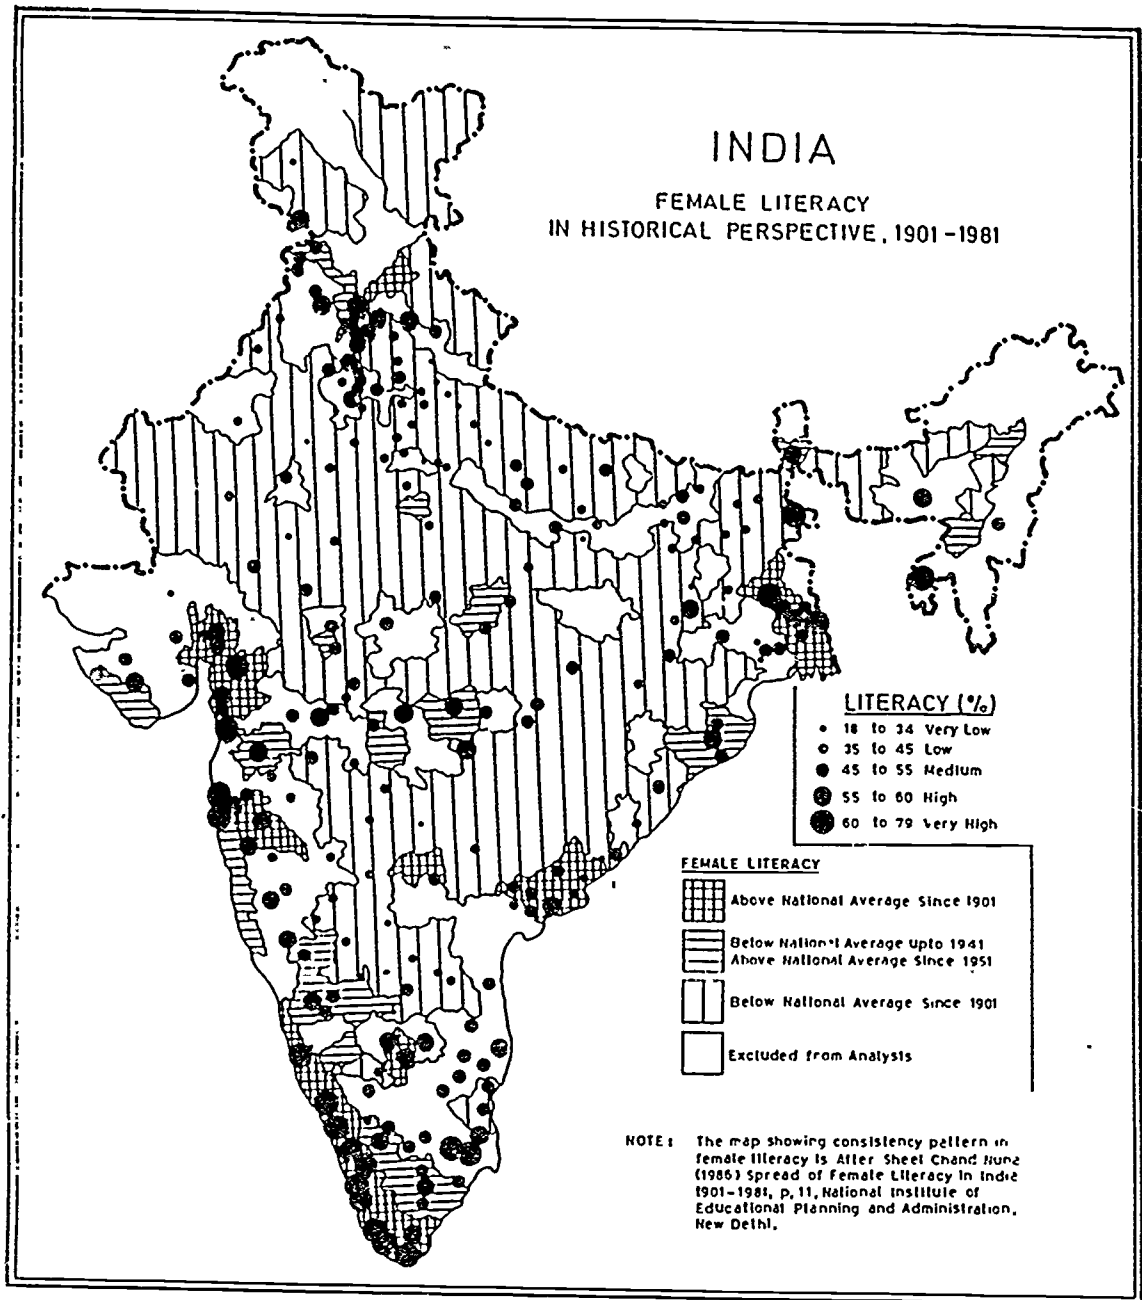 INDIA
FEMALE LITERACY
IN HISTORICAL PERSPECTIVE, 1901-1981
LITERACY (%)
18 to 34 Very Low
35 to 45 Low
45 to 55 Medium
55 to 60 High
60 to 79 Very High
FEMALE LITERACY
Above National Average Since 1901
Below National Average Upto 1941
Above National Average Since 1951
Below National Average Since 1901
Excluded from Analysis
NOTE: The map showing consistency pattern in
female literacy is After Sheel Chand Nuna
(1986) Spread of Female Literacy in India
1901-1981, p. 11, National Institute of
Educational Planning and Administration,
New Delhi.